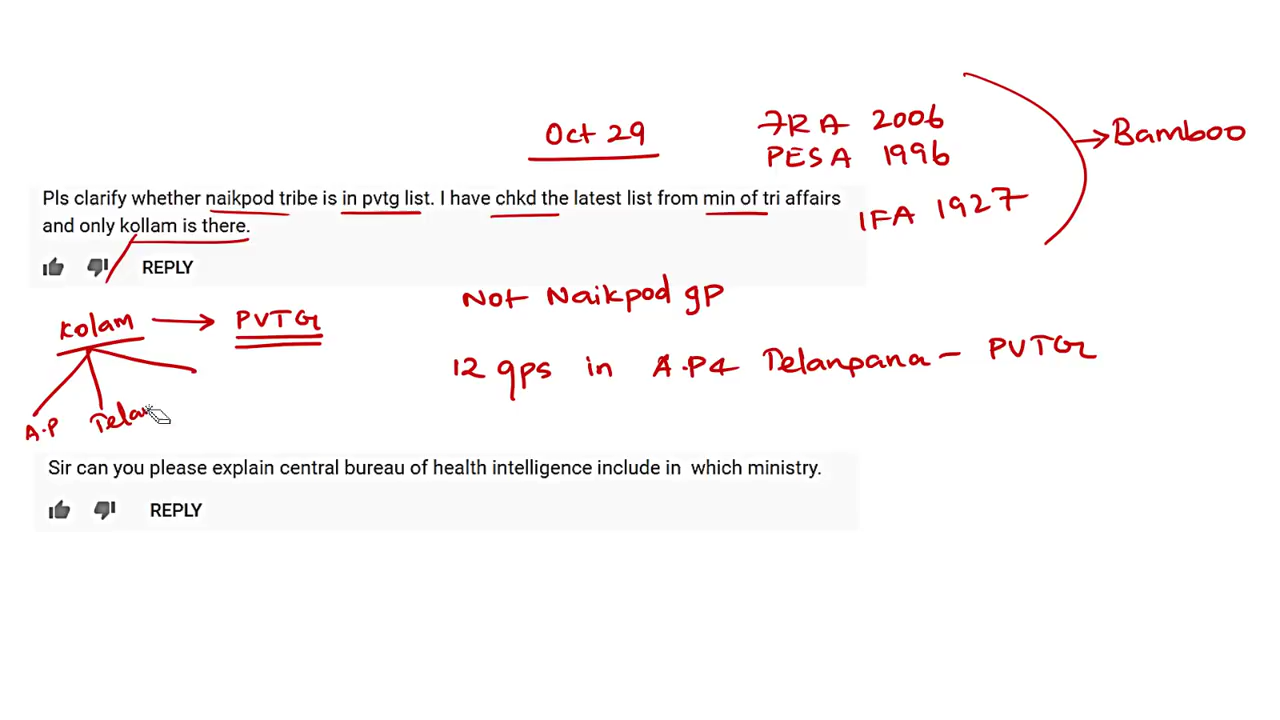 Oct 29
FRA 2006
PESA 1996
IFA 1927
Bamboo
Pls clarify whether naikpod tribe is in pvtg list. I have chkd the latest list from min of tri affairs
and only kollam is there.
REPLY
Not Naikpod gp
Kolam → PVTG
12 gps in A.P & Telanpana - PVTG
A.P Telan
Sir can you please explain central bureau of health intelligence include in which ministry.
REPLY